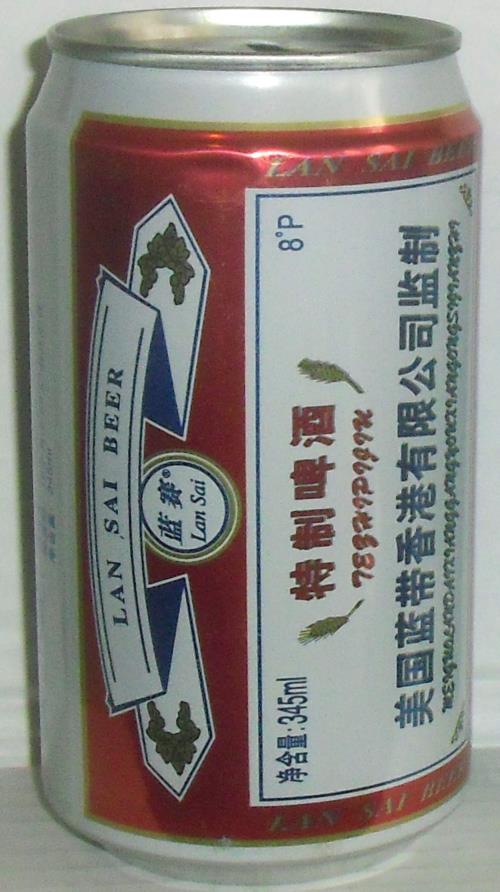 LAN SAI BEER
LAN SAI BEER
蓝赛®
Lan Sai
8°P
特制啤酒
净含量:345ml
美国蓝带香港有限公司监制
LAN SAI BEER